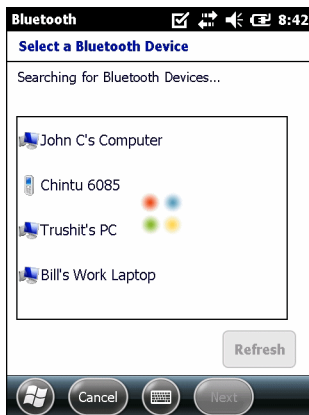 Bluetooth 8:42
Select a Bluetooth Device
Searching for Bluetooth Devices...
John C's Computer
Chintu 6085
Trushit's PC
Bill's Work Laptop
Refresh
Cancel Next